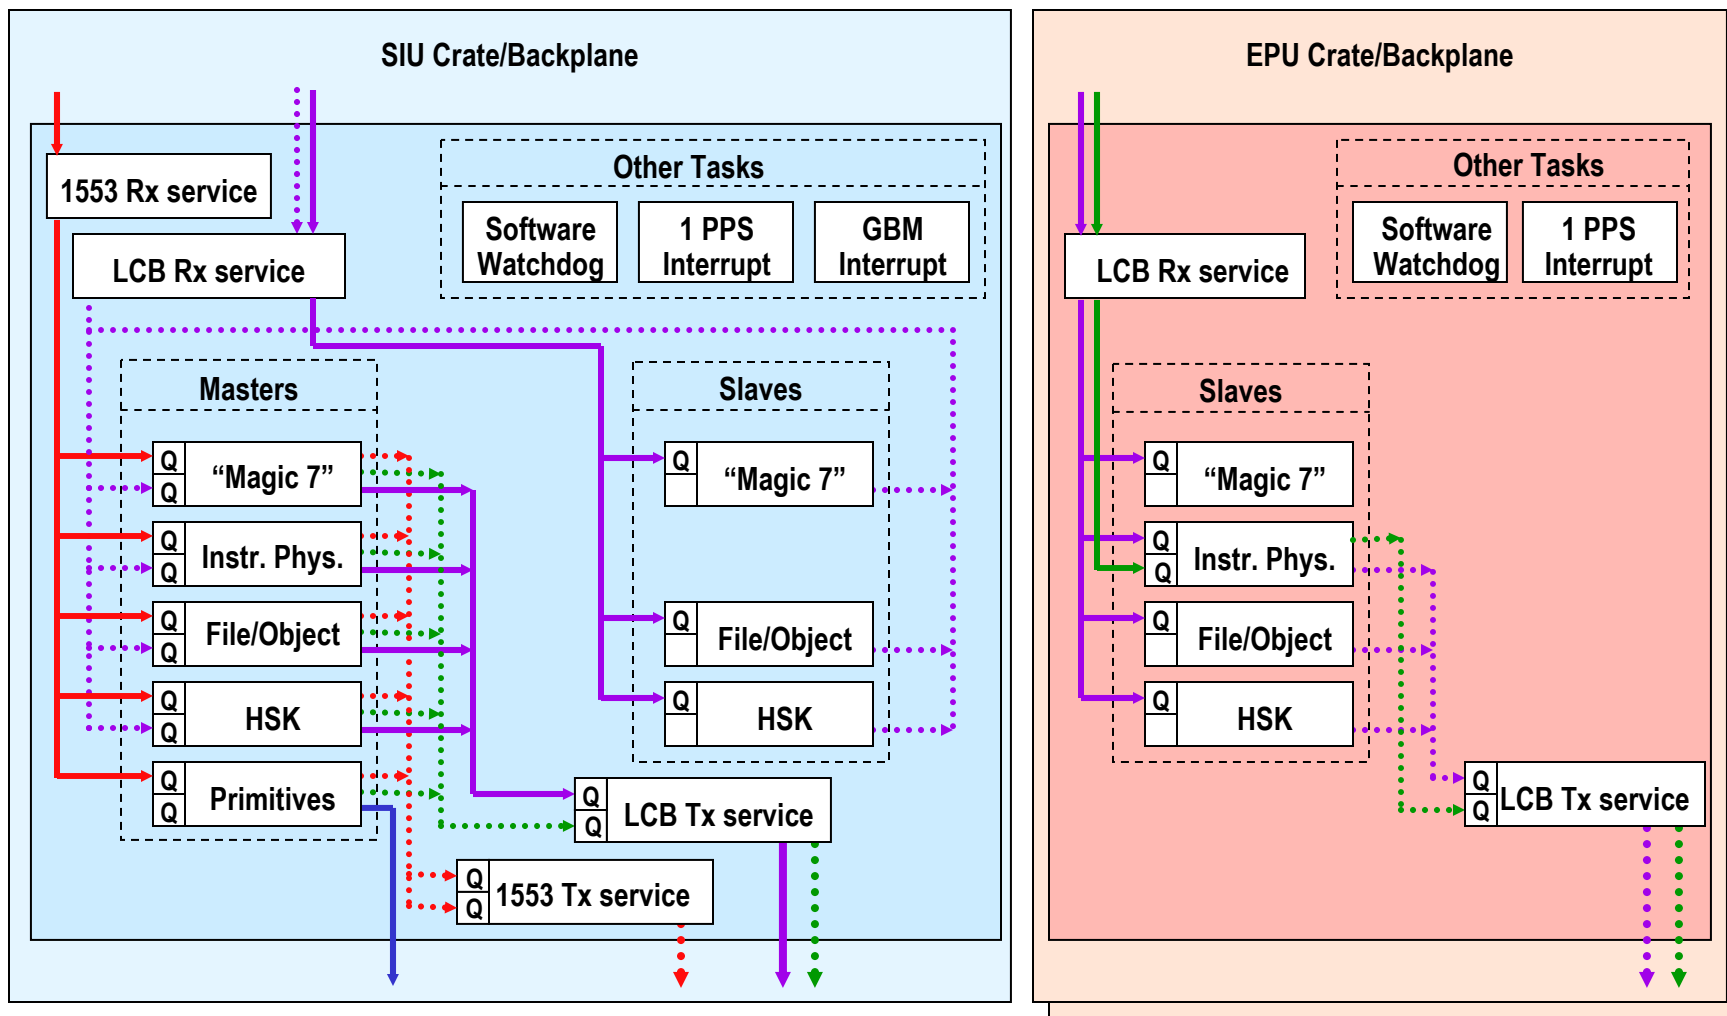 SIU Crate/Backplane
1553 Rx service
LCB Rx service
Other Tasks
Software
Watchdog
1 PPS
Interrupt
GBM
Interrupt
Masters
Q
Q
“Magic 7”
Q
Q
Instr. Phys.
Q
Q
File/Object
Q
Q
HSK
Q
Q
Primitives
Slaves
Q
“Magic 7”
Q
File/Object
Q
HSK
Q
Q
LCB Tx service
Q
Q
1553 Tx service
EPU Crate/Backplane
LCB Rx service
Other Tasks
Software
Watchdog
1 PPS
Interrupt
Slaves
Q
“Magic 7”
Q
Q
Instr. Phys.
Q
File/Object
Q
HSK
Q
Q
LCB Tx service